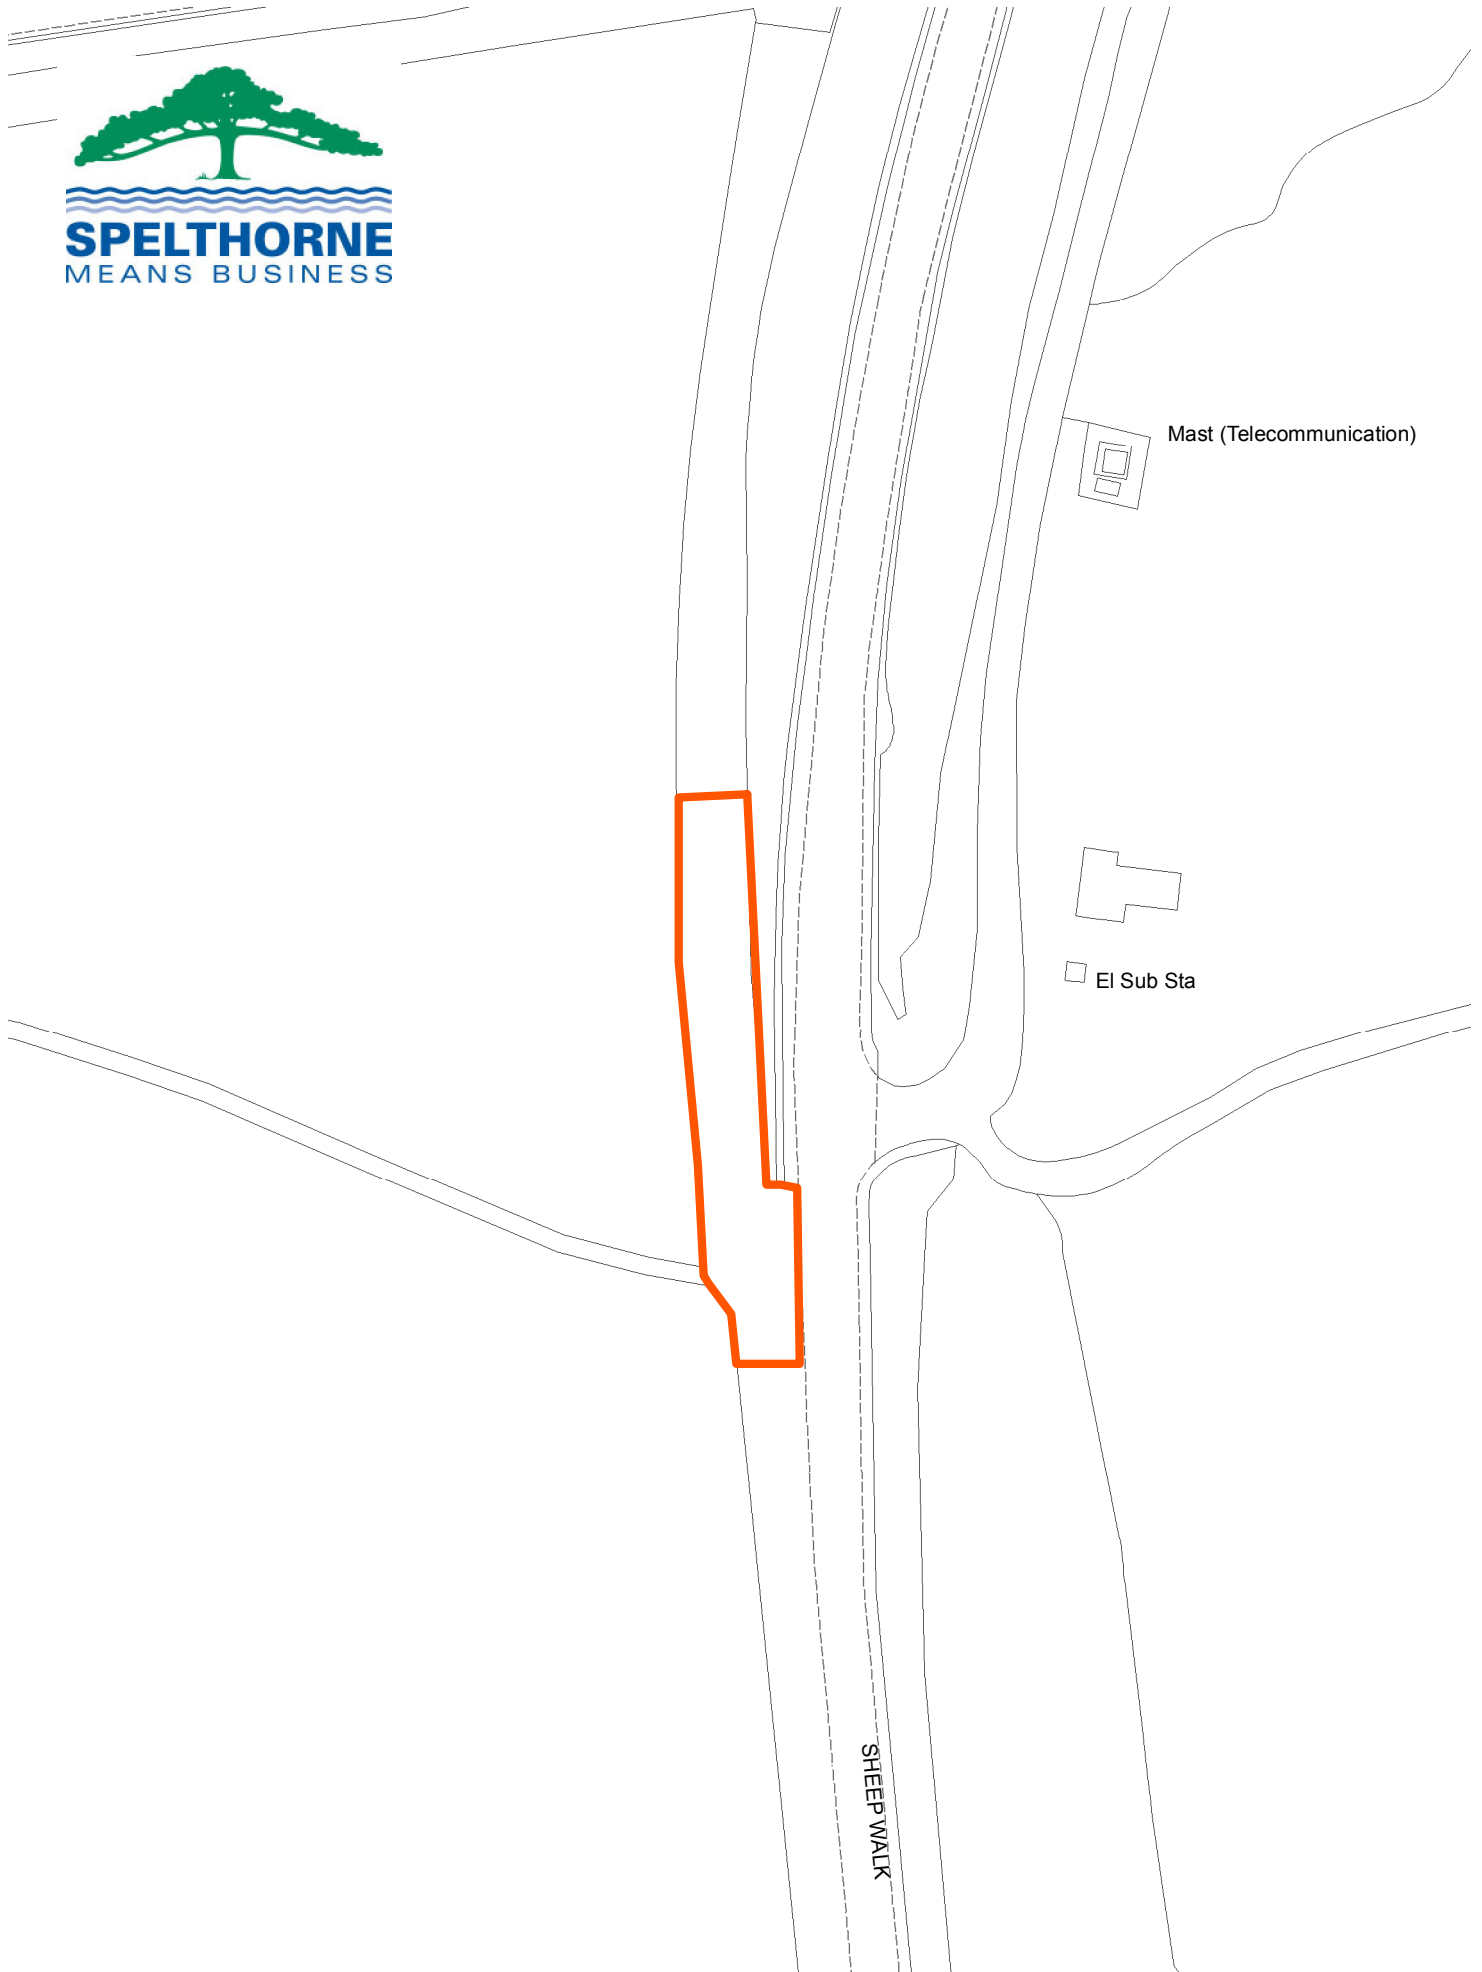 SPELTHORNE
MEANS BUSINESS
Mast (Telecommunication)
El Sub Sta
SHEEP WALK